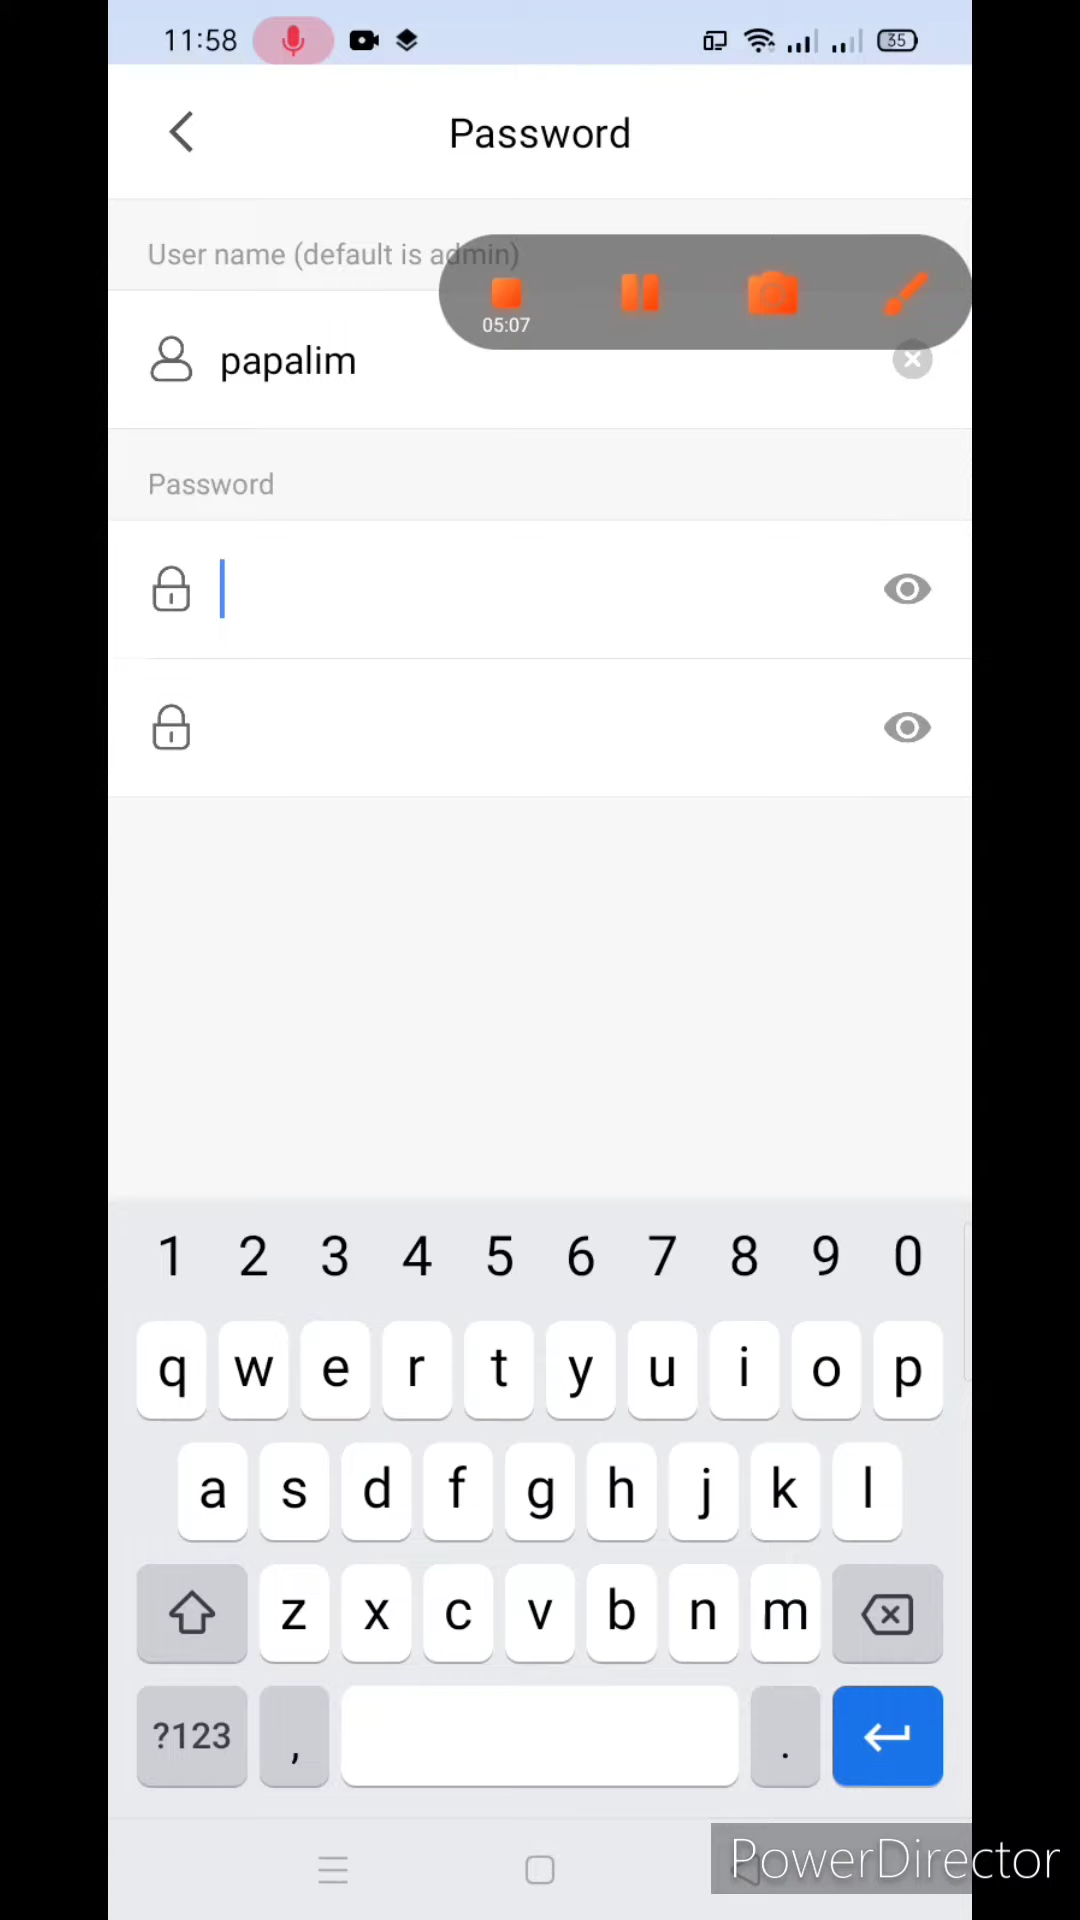 11:58
35
Password
User name (default is admin)
05:07
papalim
Password
1 2 3 4 5 6 7 8 9 0
q w e r t y u i o p
a s d f g h j k l
z x c v b n m
?123 , .
PowerDirector